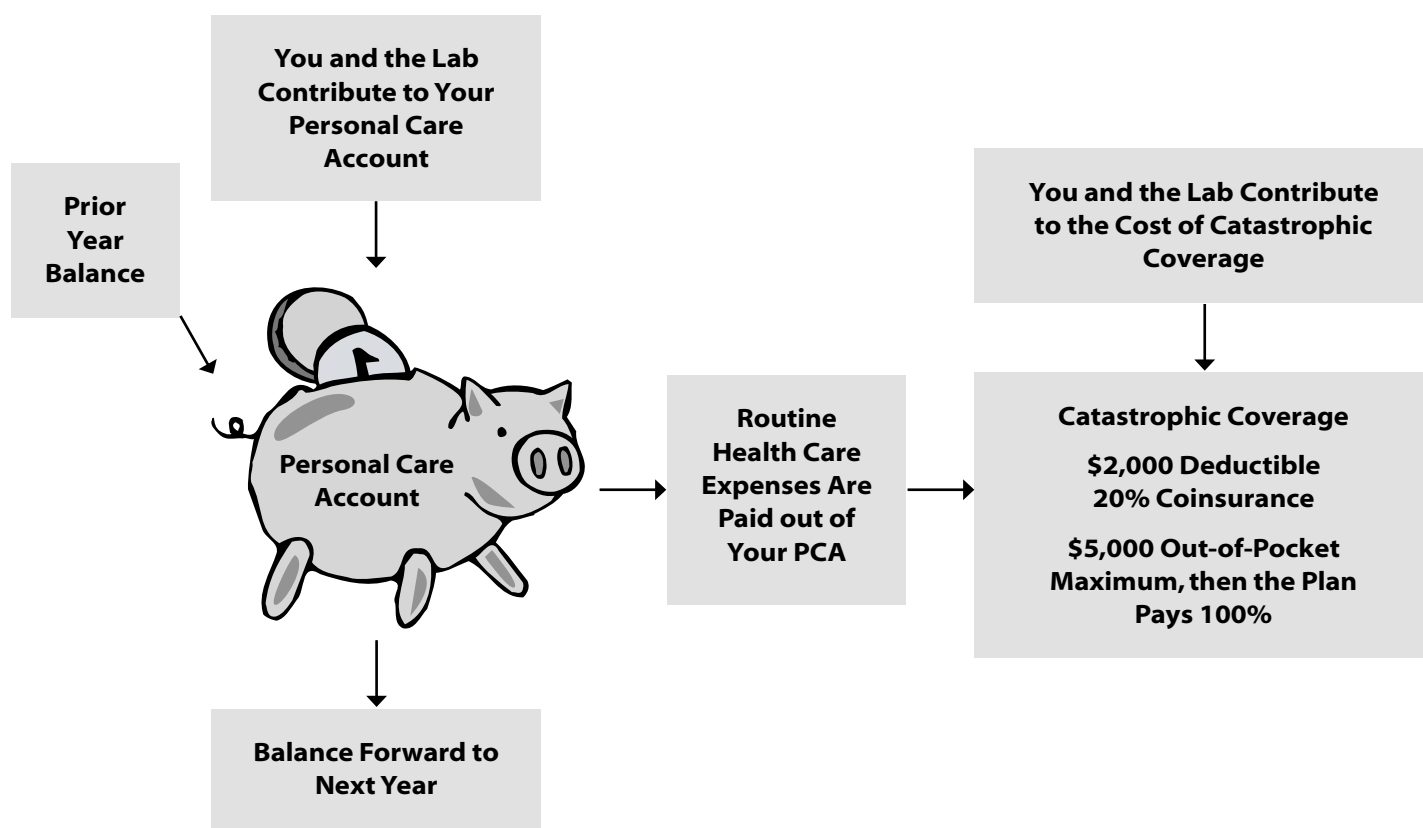 You and the Lab
Contribute to Your
Personal Care
Account
Prior
Year
Balance
1
Personal Care
Account
Balance Forward to
Next Year
Routine
Health Care
Expenses Are
Paid out of
Your PCA
You and the Lab Contribute
to the Cost of Catastrophic
Coverage
Catastrophic Coverage
$2,000 Deductible
20% Coinsurance
$5,000 Out-of-Pocket
Maximum, then the Plan
Pays 100%